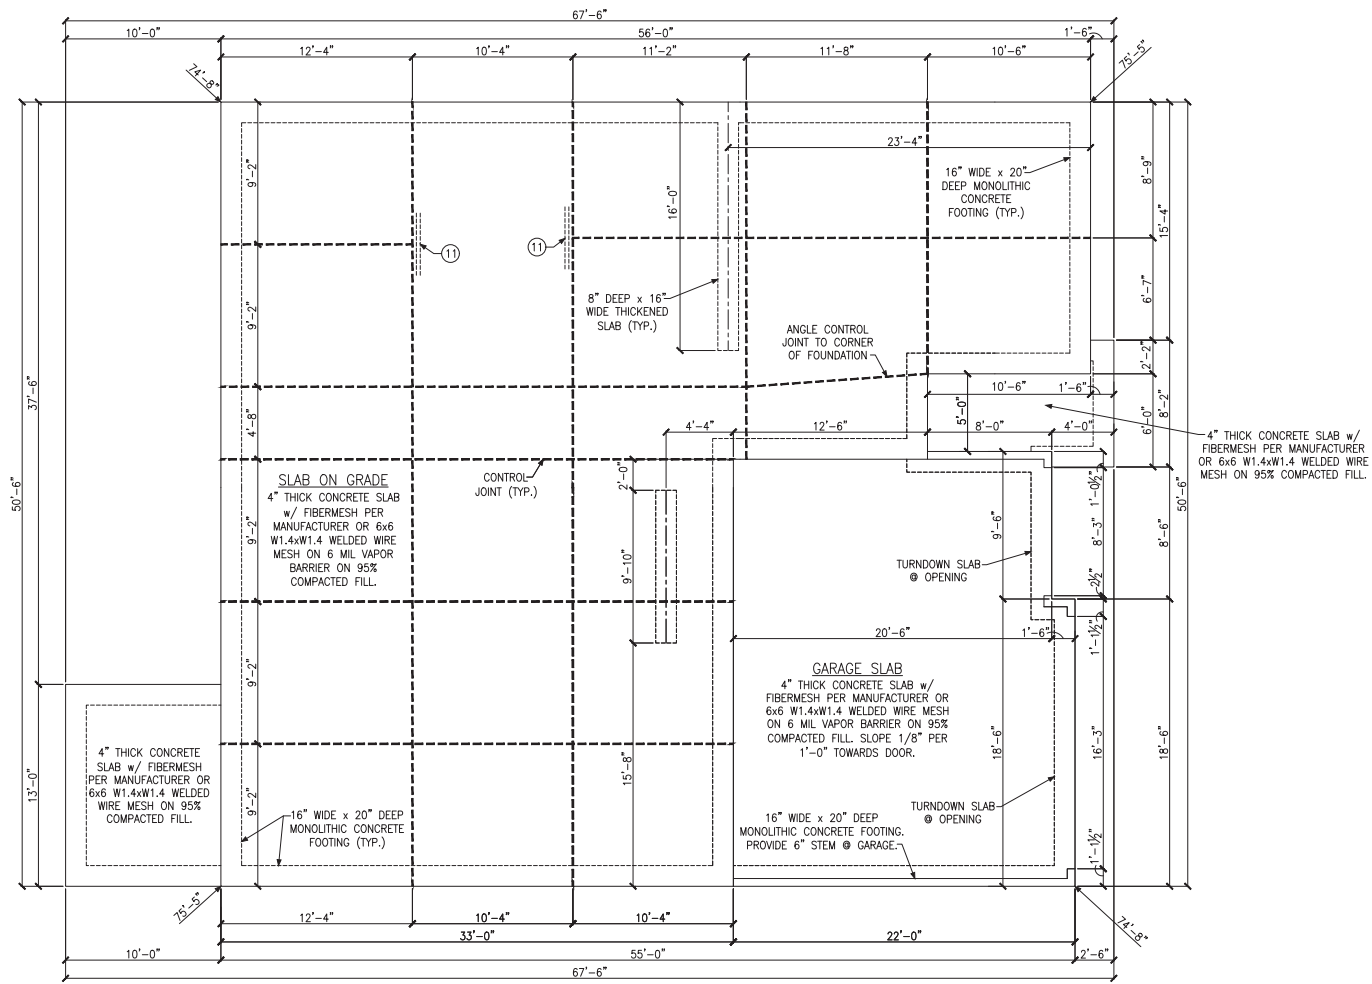 67'-6"
10'-0"
56'-0"
1'-6"
12'-4"
10'-4"
11'-2"
11'-8"
10'-6"
74'-8"
75'-5"
23'-4"
9'-2"
16'-0"
16" WIDE x 20"
DEEP MONOLITHIC
CONCRETE
FOOTING (TYP.)
8'-9"
15'-4"
11
11
9'-2"
8" DEEP x 16"
WIDE THICKENED
SLAB (TYP.)
6'-7"
ANGLE CONTROL
JOINT TO CORNER
OF FOUNDATION
2'-2"
37'-6"
10'-6"
1'-6"
4'-8"
5'-0"
6'-0"
8'-2"
4'-4"
12'-6"
8'-0"
4'-0"
4" THICK CONCRETE SLAB w/
FIBERMESH PER MANUFACTURER
OR 6x6 W1.4xW1.4 WELDED WIRE
MESH ON 95% COMPACTED FILL.
50'-6"
50'-6"
SLAB ON GRADE
4" THICK CONCRETE SLAB
w/ FIBERMESH PER
MANUFACTURER OR 6x6
W1.4xW1.4 WELDED WIRE
MESH ON 6 MIL VAPOR
BARRIER ON 95%
COMPACTED FILL.
CONTROL
JOINT (TYP.)
2'-0"
1'-0½"
9'-2"
9'-10"
9'-6"
8'-3"
8'-6"
TURNDOWN SLAB
@ OPENING
2½"
20'-6"
1'-6"
1'-1½"
9'-2"
GARAGE SLAB
4" THICK CONCRETE SLAB w/
FIBERMESH PER MANUFACTURER OR
6x6 W1.4xW1.4 WELDED WIRE MESH
ON 6 MIL VAPOR BARRIER ON 95%
COMPACTED FILL. SLOPE 1/8" PER
1'-0" TOWARDS DOOR.
18'-6"
16'-3"
18'-6"
4" THICK CONCRETE
SLAB w/ FIBERMESH
PER MANUFACTURER OR
6x6 W1.4xW1.4 WELDED
WIRE MESH ON 95%
COMPACTED FILL.
13'-0"
9'-2"
15'-8"
16" WIDE x 20" DEEP
MONOLITHIC CONCRETE
FOOTING (TYP.)
16" WIDE x 20" DEEP
MONOLITHIC CONCRETE FOOTING.
PROVIDE 6" STEM @ GARAGE.
TURNDOWN SLAB
@ OPENING
1'-1½"
75'-5"
74'-8"
12'-4"
10'-4"
10'-4"
33'-0"
22'-0"
10'-0"
55'-0"
2'-6"
67'-6"